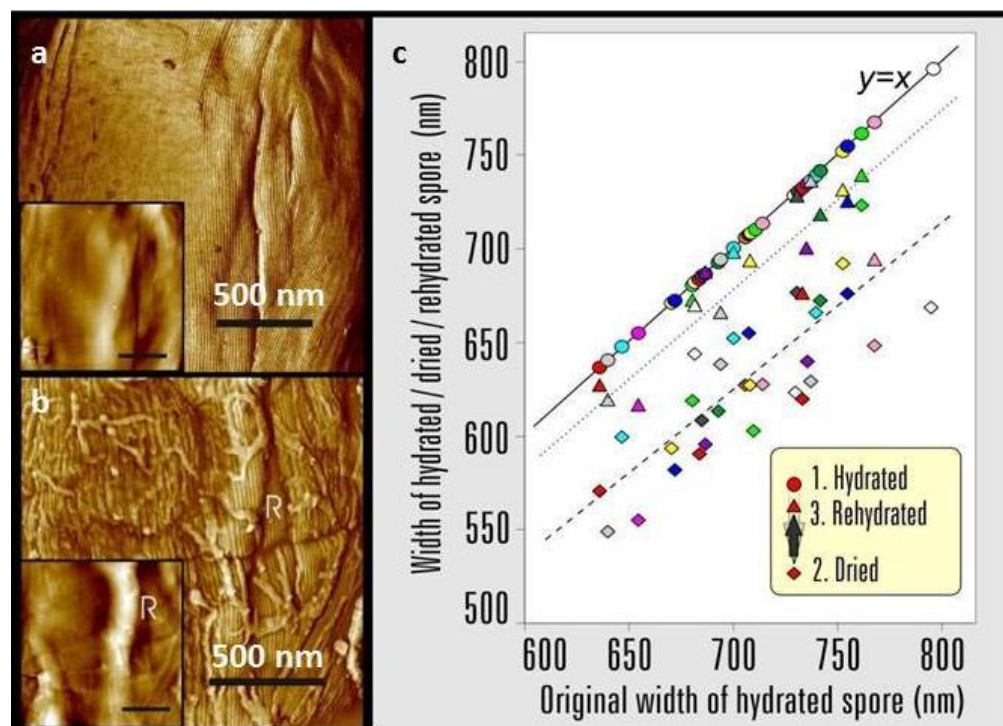 a
500 nm
b
R
R
500 nm
c
Width of hydrated / dried / rehydrated spore (nm)
800
750
700
650
600
550
500
y=x
1. Hydrated
3. Rehydrated
2. Dried
600 650 700 750 800
Original width of hydrated spore (nm)